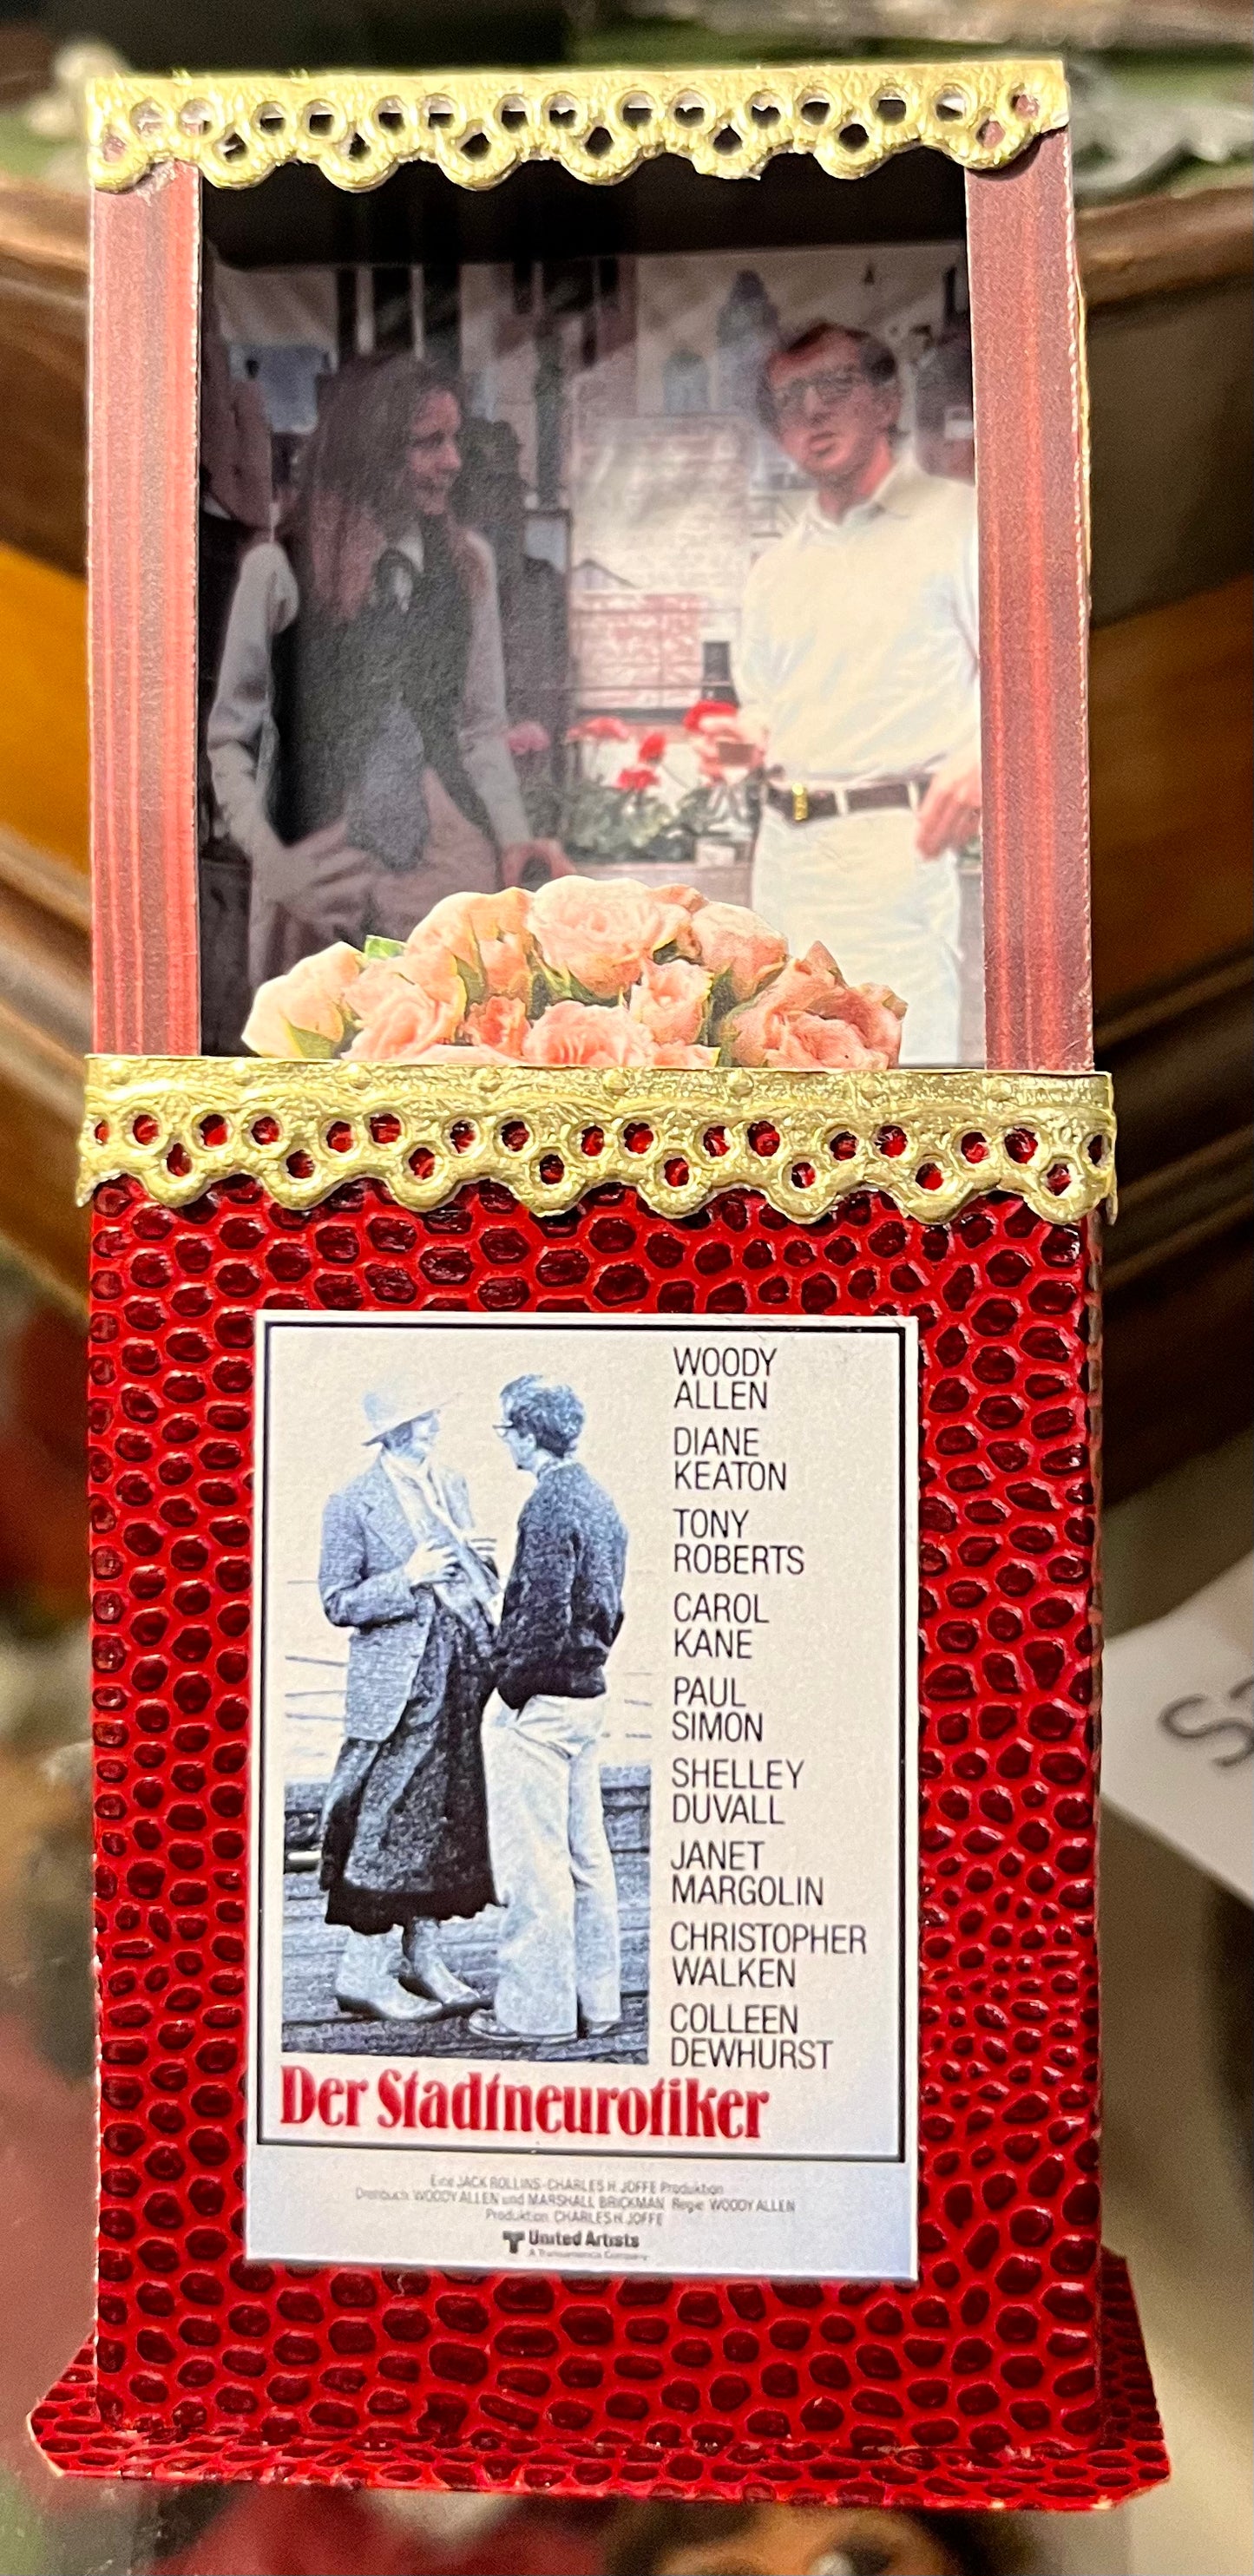 WOODY
ALLEN
DIANE
KEATON
TONY
ROBERTS
CAROL
KANE
PAUL
SIMON
SHELLEY
DUVALL
JANET
MARGOLIN
CHRISTOPHER
WALKEN
COLLEEN
DEWHURST
Der Stadtneurotiker
Eine JACK ROLLINS-CHARLES H. JOFFE Produktion
Drehbuch WOODY ALLEN und MARSHALL BRICKMAN Regie WOODY ALLEN
Produktion CHARLES H. JOFFE
United Artists
A Transamerica Company